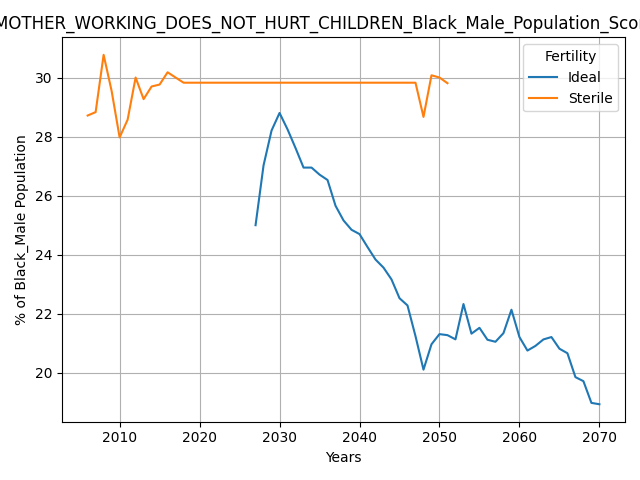 MOTHER_WORKING_DOES_NOT_HURT_CHILDREN_Black_Male_Population_Scor
Fertility
Ideal
Sterile
% of Black_Male Population
30
28
26
24
22
20
2010 2020 2030 2040 2050 2060 2070
Years